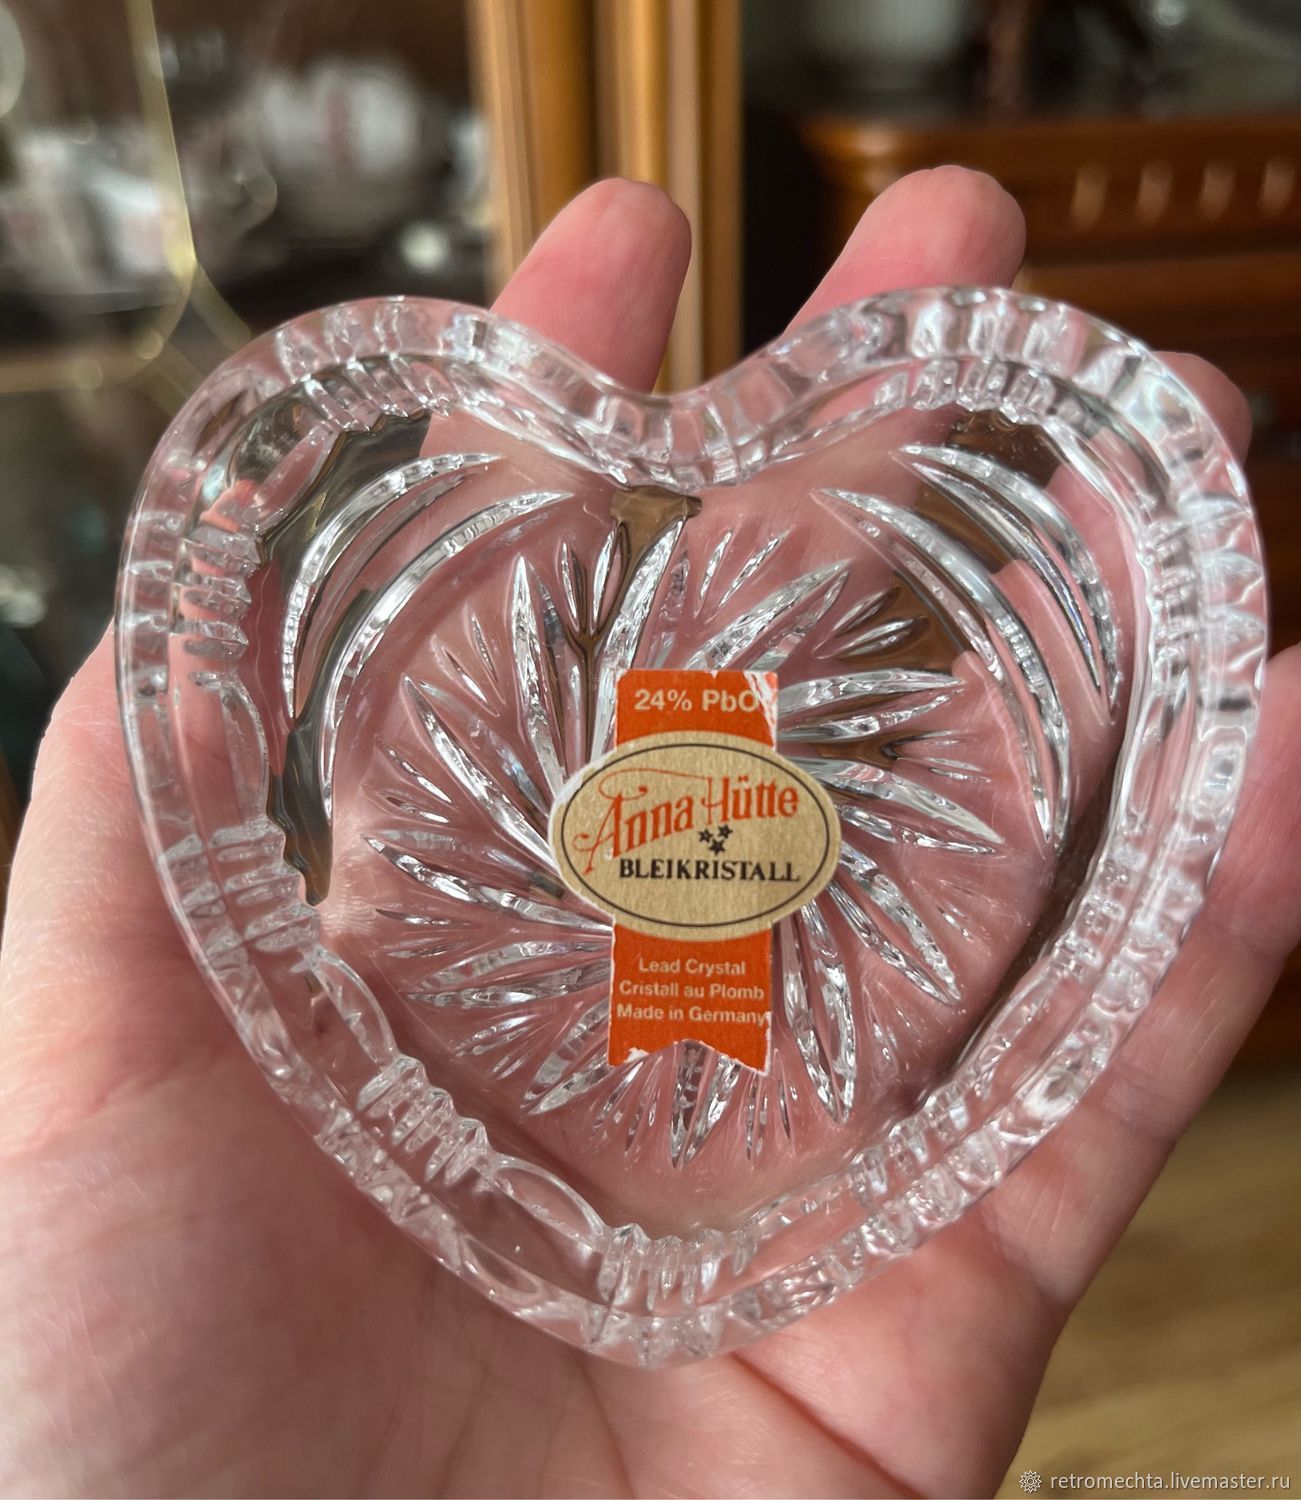 24% PbO
Anna Hütte
BLEIKRISTALL
Lead Crystal
Cristall au Plomb
Made in Germany
retromechta.livemaster.ru